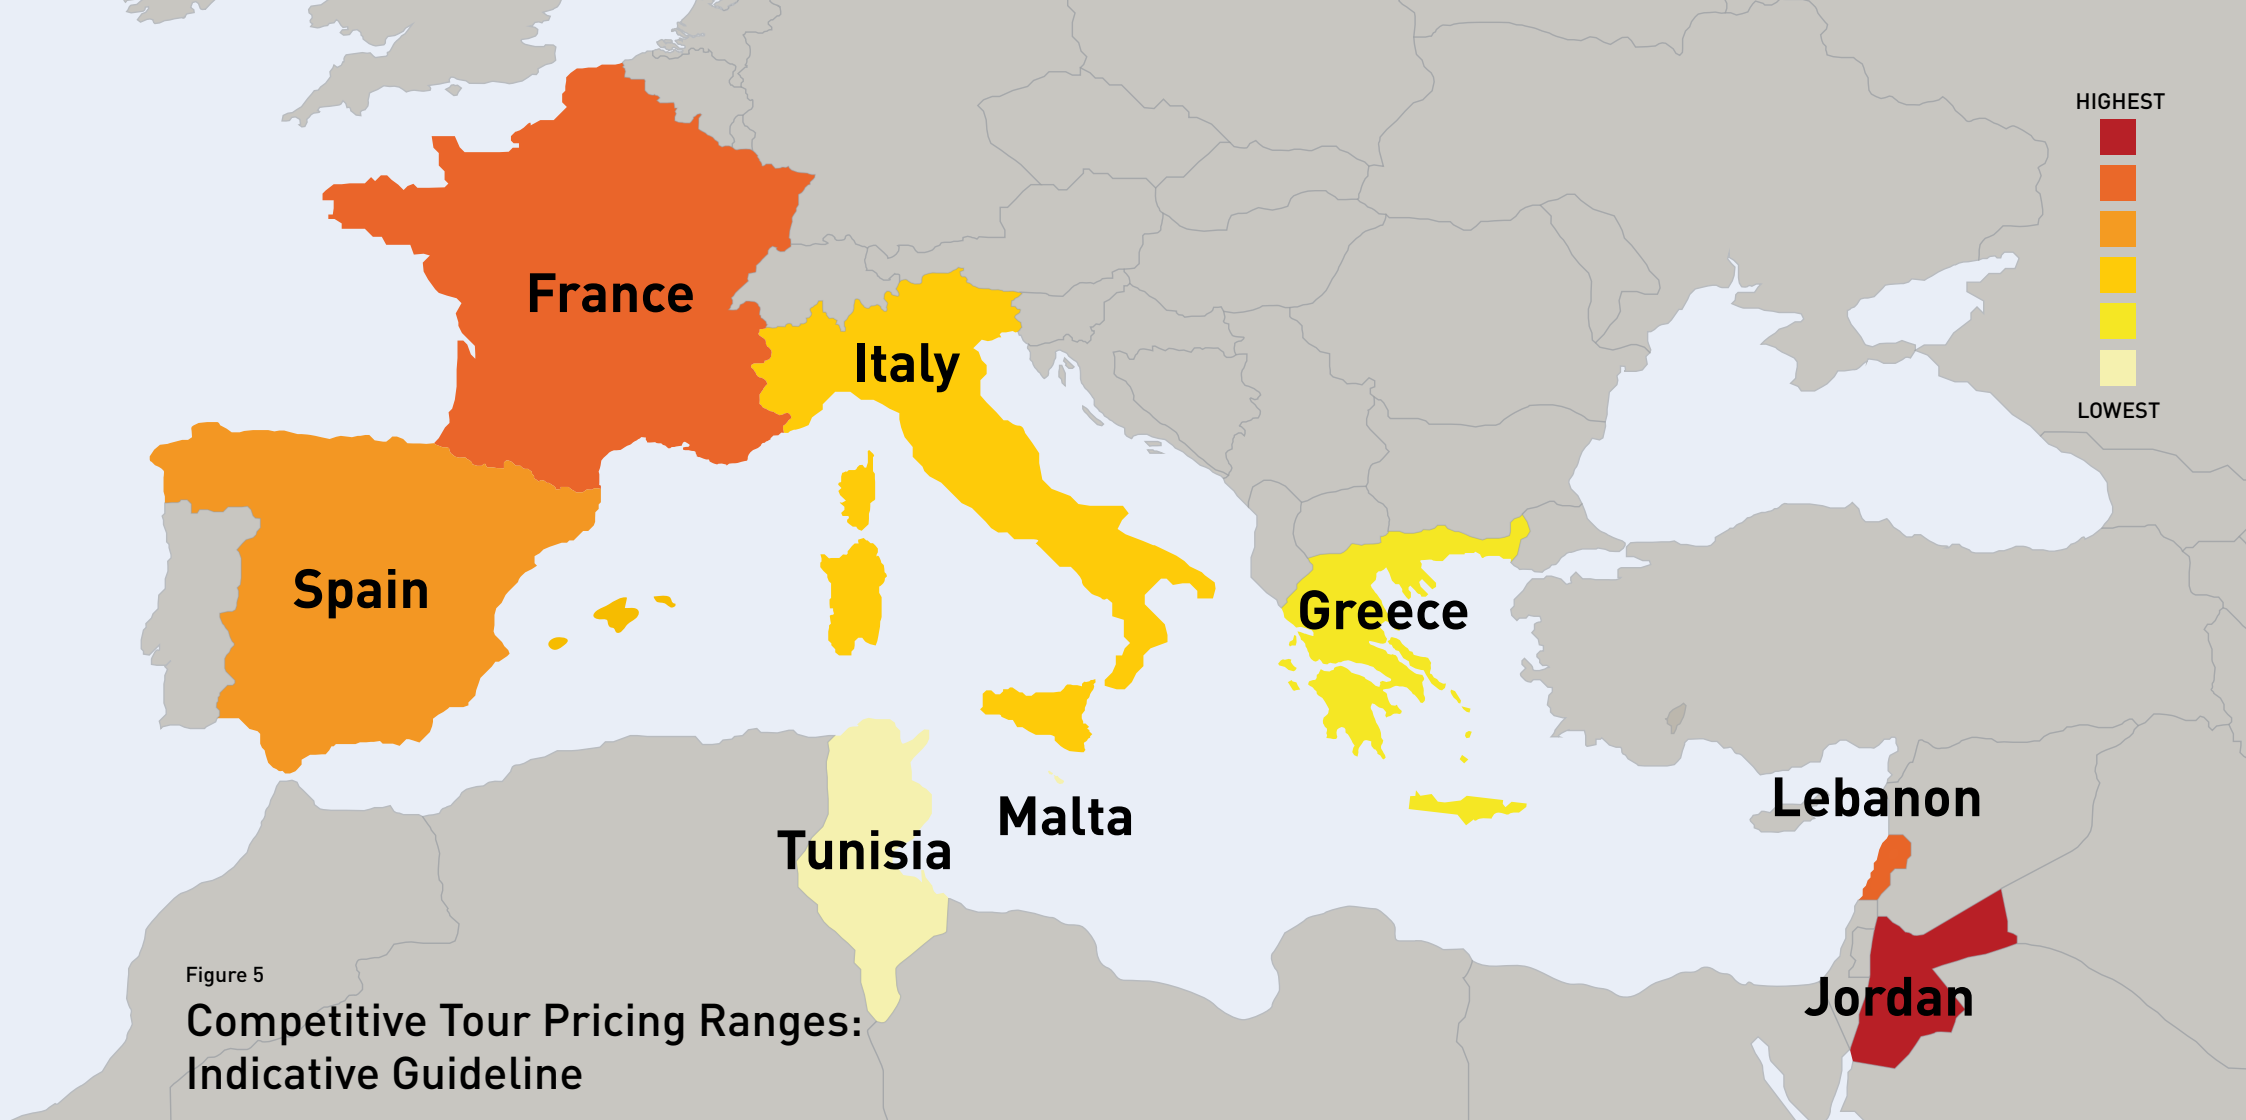 HIGHEST
LOWEST
France
Italy
Spain
Greece
Lebanon
Malta
Tunisia
Jordan
Figure 5
Competitive Tour Pricing Ranges:
Indicative Guideline